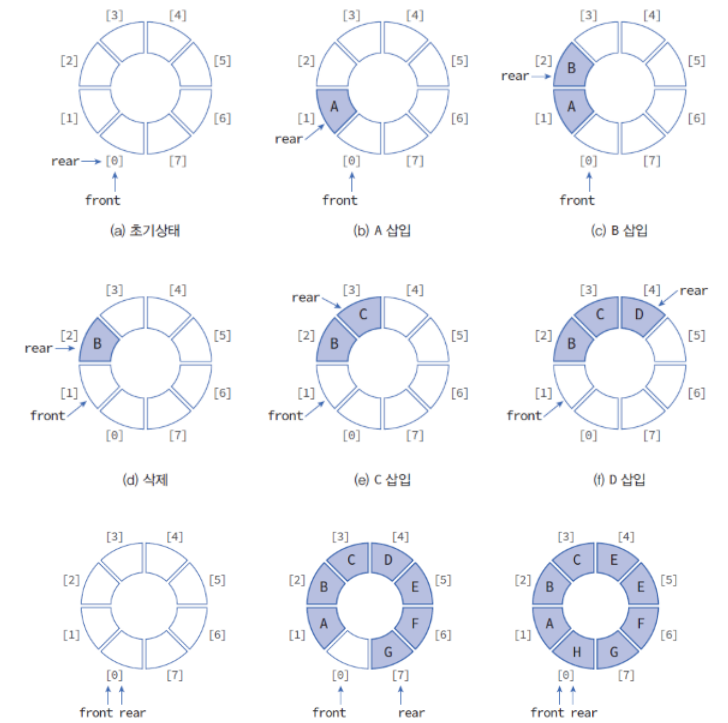 [3] [4] [3] [4] [3] [4]
[2] [5] [2] [5] [2] B [5]
rear
[1] [6] [1] A [6] [1] A [6]
rear
rear [0] [7] [0] [7] [0] [7]
front front front
(a) 초기상태 (b) A 삽입 (c) B 삽입
[3] [4] [3] [4] [3] [4] rear
rear C C D
[2] B [5] [2] B [5] [2] B [5]
rear
[1] [6] [1] [6] [1] [6]
front front front
[0] [7] [0] [7] [0] [7]
(d) 삭제 (e) C 삽입 (f) D 삽입
[3] [4] [3] [4] [3] [4]
C D C E
[2] [5] [2] B E [5] [2] B E [5]
[1] [6] [1] A F [6] [1] A F [6]
G H G
[0] [7] [0] [7] [0] [7]
front rear front rear front rear